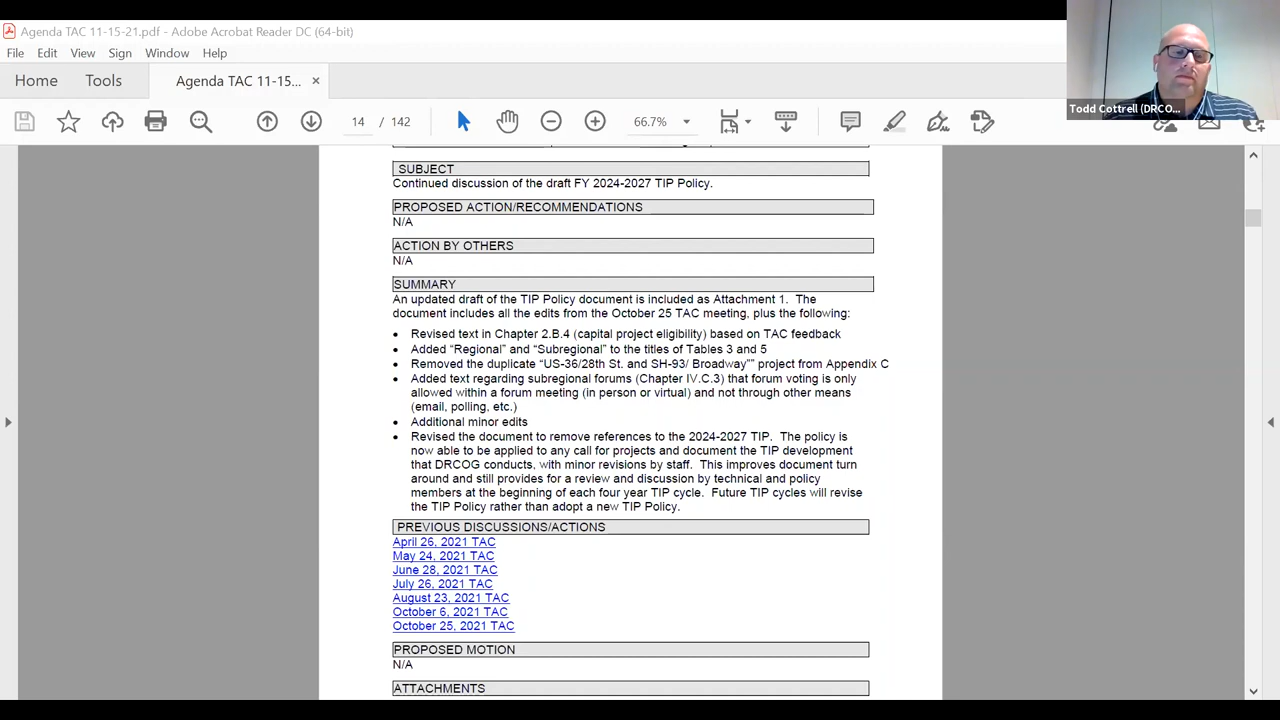 Agenda TAC 11-15-21.pdf - Adobe Acrobat Reader DC (64-bit)
File Edit View Sign Window Help
Home Tools Agenda TAC 11-15... ×
14 / 142 66.7%
Todd Cottrell (DRCO...
SUBJECT
Continued discussion of the draft FY 2024-2027 TIP Policy.
PROPOSED ACTION/RECOMMENDATIONS
N/A
ACTION BY OTHERS
N/A
SUMMARY
An updated draft of the TIP Policy document is included as Attachment 1. The
document includes all the edits from the October 25 TAC meeting, plus the following:
• Revised text in Chapter 2.B.4 (capital project eligibility) based on TAC feedback
• Added “Regional” and “Subregional” to the titles of Tables 3 and 5
• Removed the duplicate “US-36/28th St. and SH-93/ Broadway”” project from Appendix C
• Added text regarding subregional forums (Chapter IV.C.3) that forum voting is only
allowed within a forum meeting (in person or virtual) and not through other means
(email, polling, etc.)
• Additional minor edits
• Revised the document to remove references to the 2024-2027 TIP. The policy is
now able to be applied to any call for projects and document the TIP development
that DRCOG conducts, with minor revisions by staff. This improves document turn
around and still provides for a review and discussion by technical and policy
members at the beginning of each four year TIP cycle. Future TIP cycles will revise
the TIP Policy rather than adopt a new TIP Policy.
PREVIOUS DISCUSSIONS/ACTIONS
April 26, 2021 TAC
May 24, 2021 TAC
June 28, 2021 TAC
July 26, 2021 TAC
August 23, 2021 TAC
October 6, 2021 TAC
October 25, 2021 TAC
PROPOSED MOTION
N/A
ATTACHMENTS